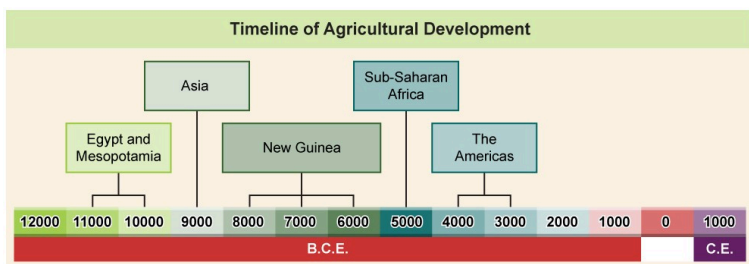 Timeline of Agricultural Development
Asia
Sub-Saharan
Africa
Egypt and
Mesopotamia
New Guinea
The
Americas
12000 11000 10000 9000 8000 7000 6000 5000 4000 3000 2000 1000 0 1000
B.C.E. C.E.